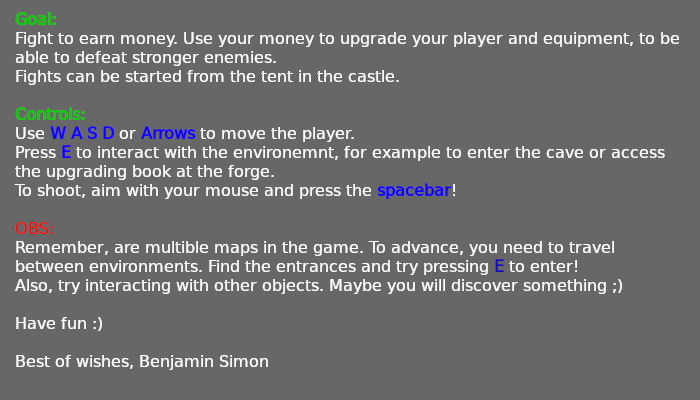 Goal:
Fight to earn money. Use your money to upgrade your player and equipment, to be
able to defeat stronger enemies.
Fights can be started from the tent in the castle.
Controls:
Use W A S D or Arrows to move the player.
Press E to interact with the environemnt, for example to enter the cave or access
the upgrading book at the forge.
To shoot, aim with your mouse and press the spacebar!
OBS:
Remember, are multible maps in the game. To advance, you need to travel
between environments. Find the entrances and try pressing E to enter!
Also, try interacting with other objects. Maybe you will discover something ;)
Have fun :)
Best of wishes, Benjamin Simon